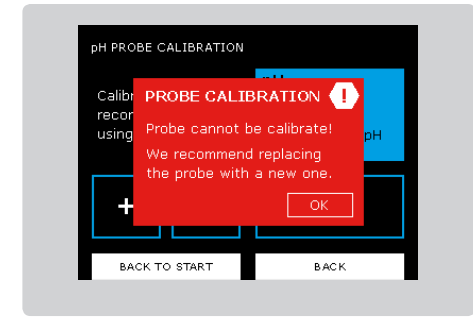 pH PROBE CALIBRATION
PROBE CALIBRATION !
Probe cannot be calibrate!
We recommend replacing
the probe with a new one.
OK
pH
+
BACK TO START
BACK